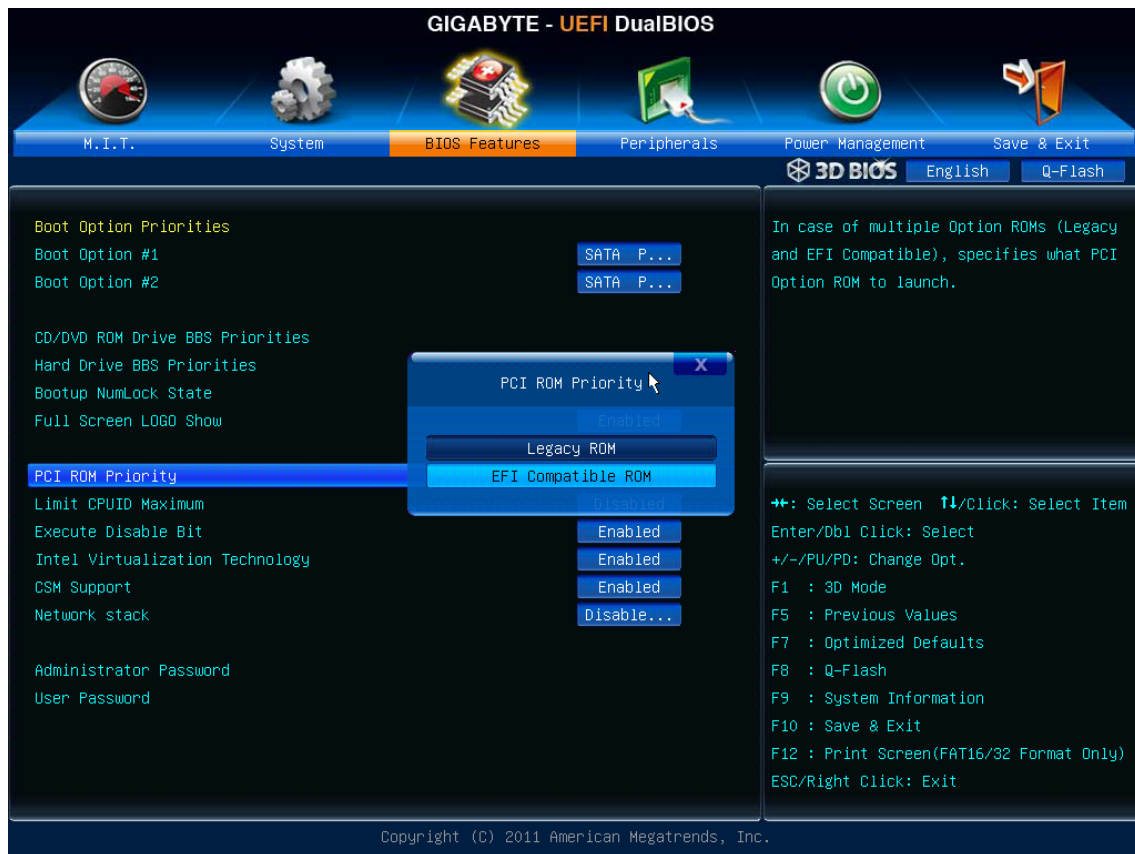 GIGABYTE - UEFI DualBIOS
M.I.T.
System
BIOS Features
Peripherals
Power Management
Save & Exit
3D BIOS
English
Q-Flash
Boot Option Priorities
Boot Option #1
SATA P...
Boot Option #2
SATA P...
CD/DVD ROM Drive BBS Priorities
Hard Drive BBS Priorities
Bootup NumLock State
Full Screen LOGO Show
Enabled
PCI ROM Priority
Limit CPUID Maximum
Disabled
Execute Disable Bit
Enabled
Intel Virtualization Technology
Enabled
CSM Support
Enabled
Network stack
Disable...
Administrator Password
User Password
X
PCI ROM Priority
Legacy ROM
EFI Compatible ROM
In case of multiple Option ROMs (Legacy
and EFI Compatible), specifies what PCI
Option ROM to launch.
→←: Select Screen ↑↓/Click: Select Item
Enter/Dbl Click: Select
+/-/PU/PD: Change Opt.
F1 : 3D Mode
F5 : Previous Values
F7 : Optimized Defaults
F8 : Q-Flash
F9 : System Information
F10 : Save & Exit
F12 : Print Screen(FAT16/32 Format Only)
ESC/Right Click: Exit
Copyright (C) 2011 American Megatrends, Inc.